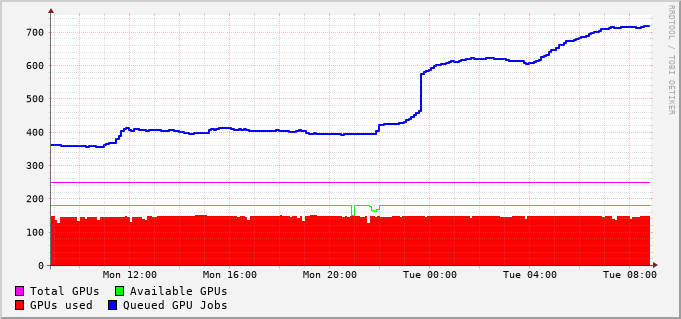 RRDTOOL / TOBI OETIKER
700
600
500
400
300
200
100
0
Mon 12:00 Mon 16:00 Mon 20:00 Tue 00:00 Tue 04:00 Tue 08:00
Total GPUs Available GPUs
GPUs used Queued GPU Jobs